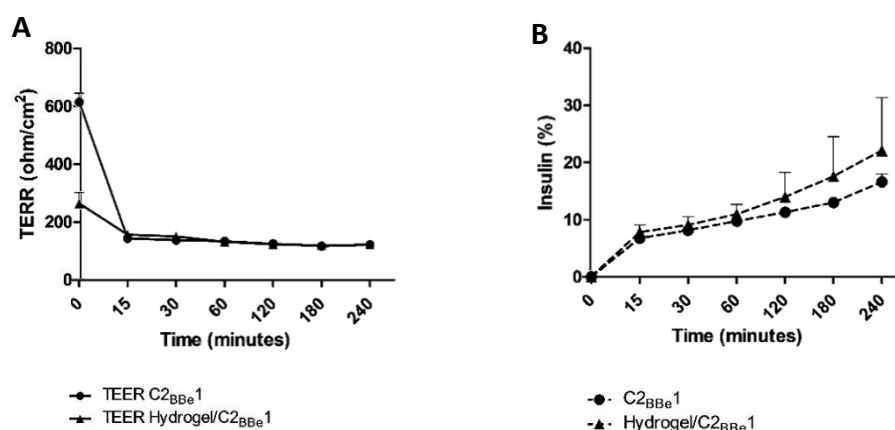 A
TERR (ohm/cm²)
800
600
400
200
0
0 15 30 60 120 180 240
Time (minutes)
TEER C2BBe1
TEER Hydrogel/C2BBe1
B
Insulin (%)
40
30
20
10
0
0 15 30 60 120 180 240
Time (minutes)
C2BBe1
Hydrogel/C2BBe1